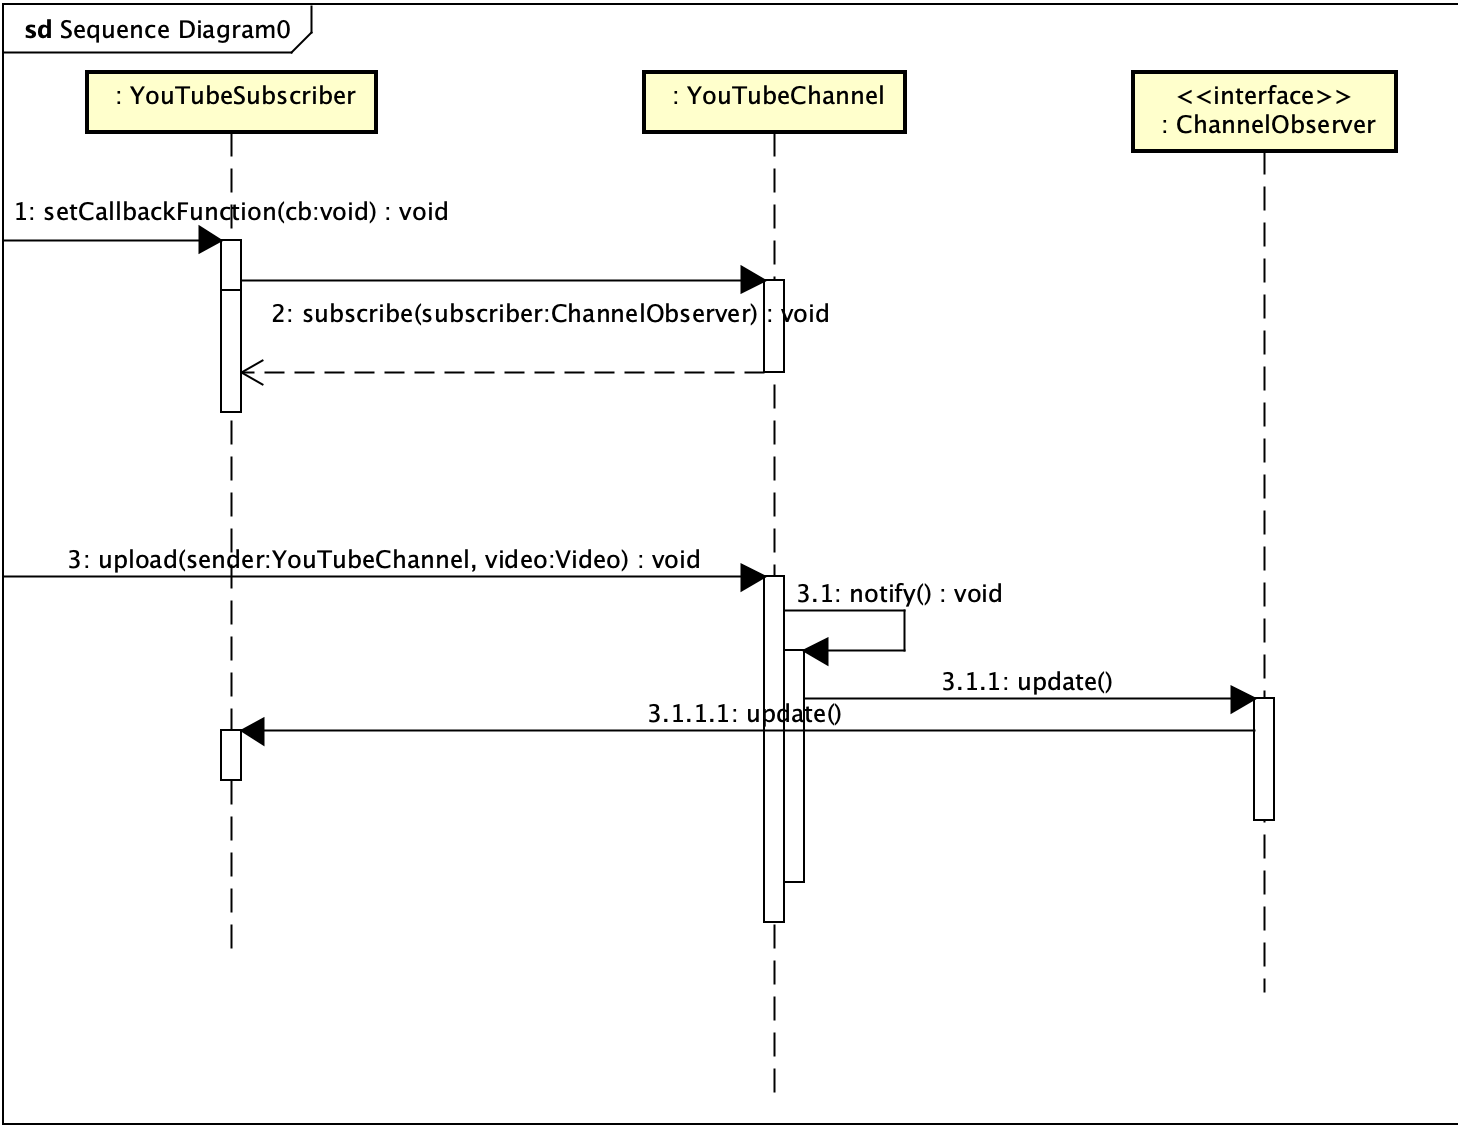 sd Sequence Diagram0
: YouTubeSubscriber
: YouTubeChannel
<<interface>>
: ChannelObserver
1: setCallbackFunction(cb:void) : void
2: subscribe(subscriber:ChannelObserver) : void
3: upload(sender:YouTubeChannel, video:Video) : void
3.1: notify() : void
3.1.1: update()
3.1.1.1: update()